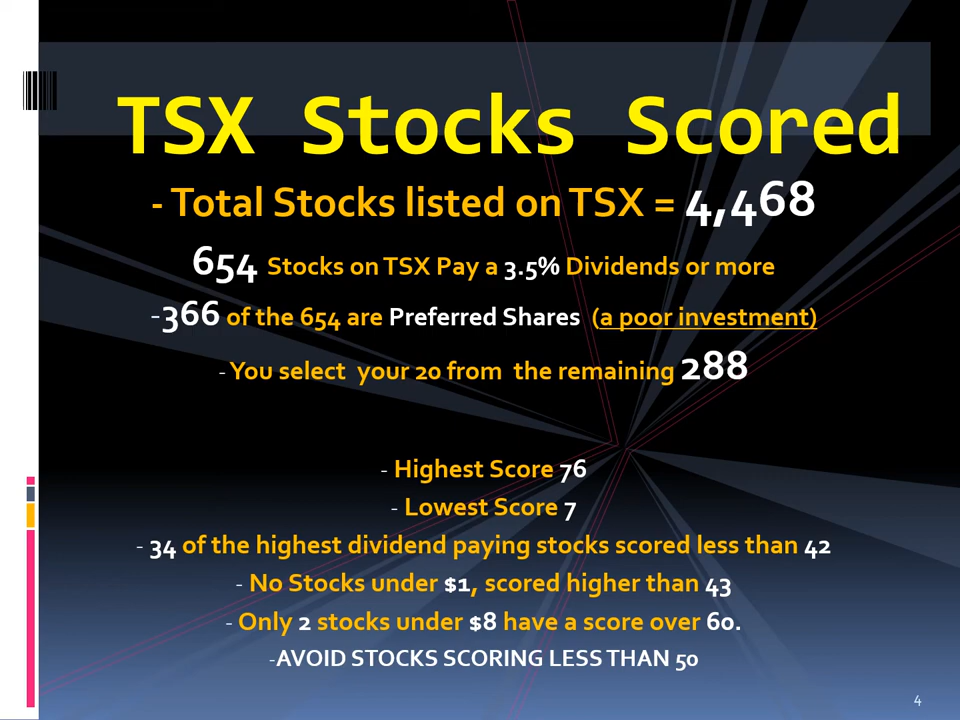 TSX Stocks Scored
- Total Stocks listed on TSX = 4,468
654 Stocks on TSX Pay a 3.5% Dividends or more
-366 of the 654 are Preferred Shares (a poor investment)
- You select your 20 from the remaining 288
- Highest Score 76
- Lowest Score 7
- 34 of the highest dividend paying stocks scored less than 42
- No Stocks under $1, scored higher than 43
- Only 2 stocks under $8 have a score over 60.
-AVOID STOCKS SCORING LESS THAN 50
4